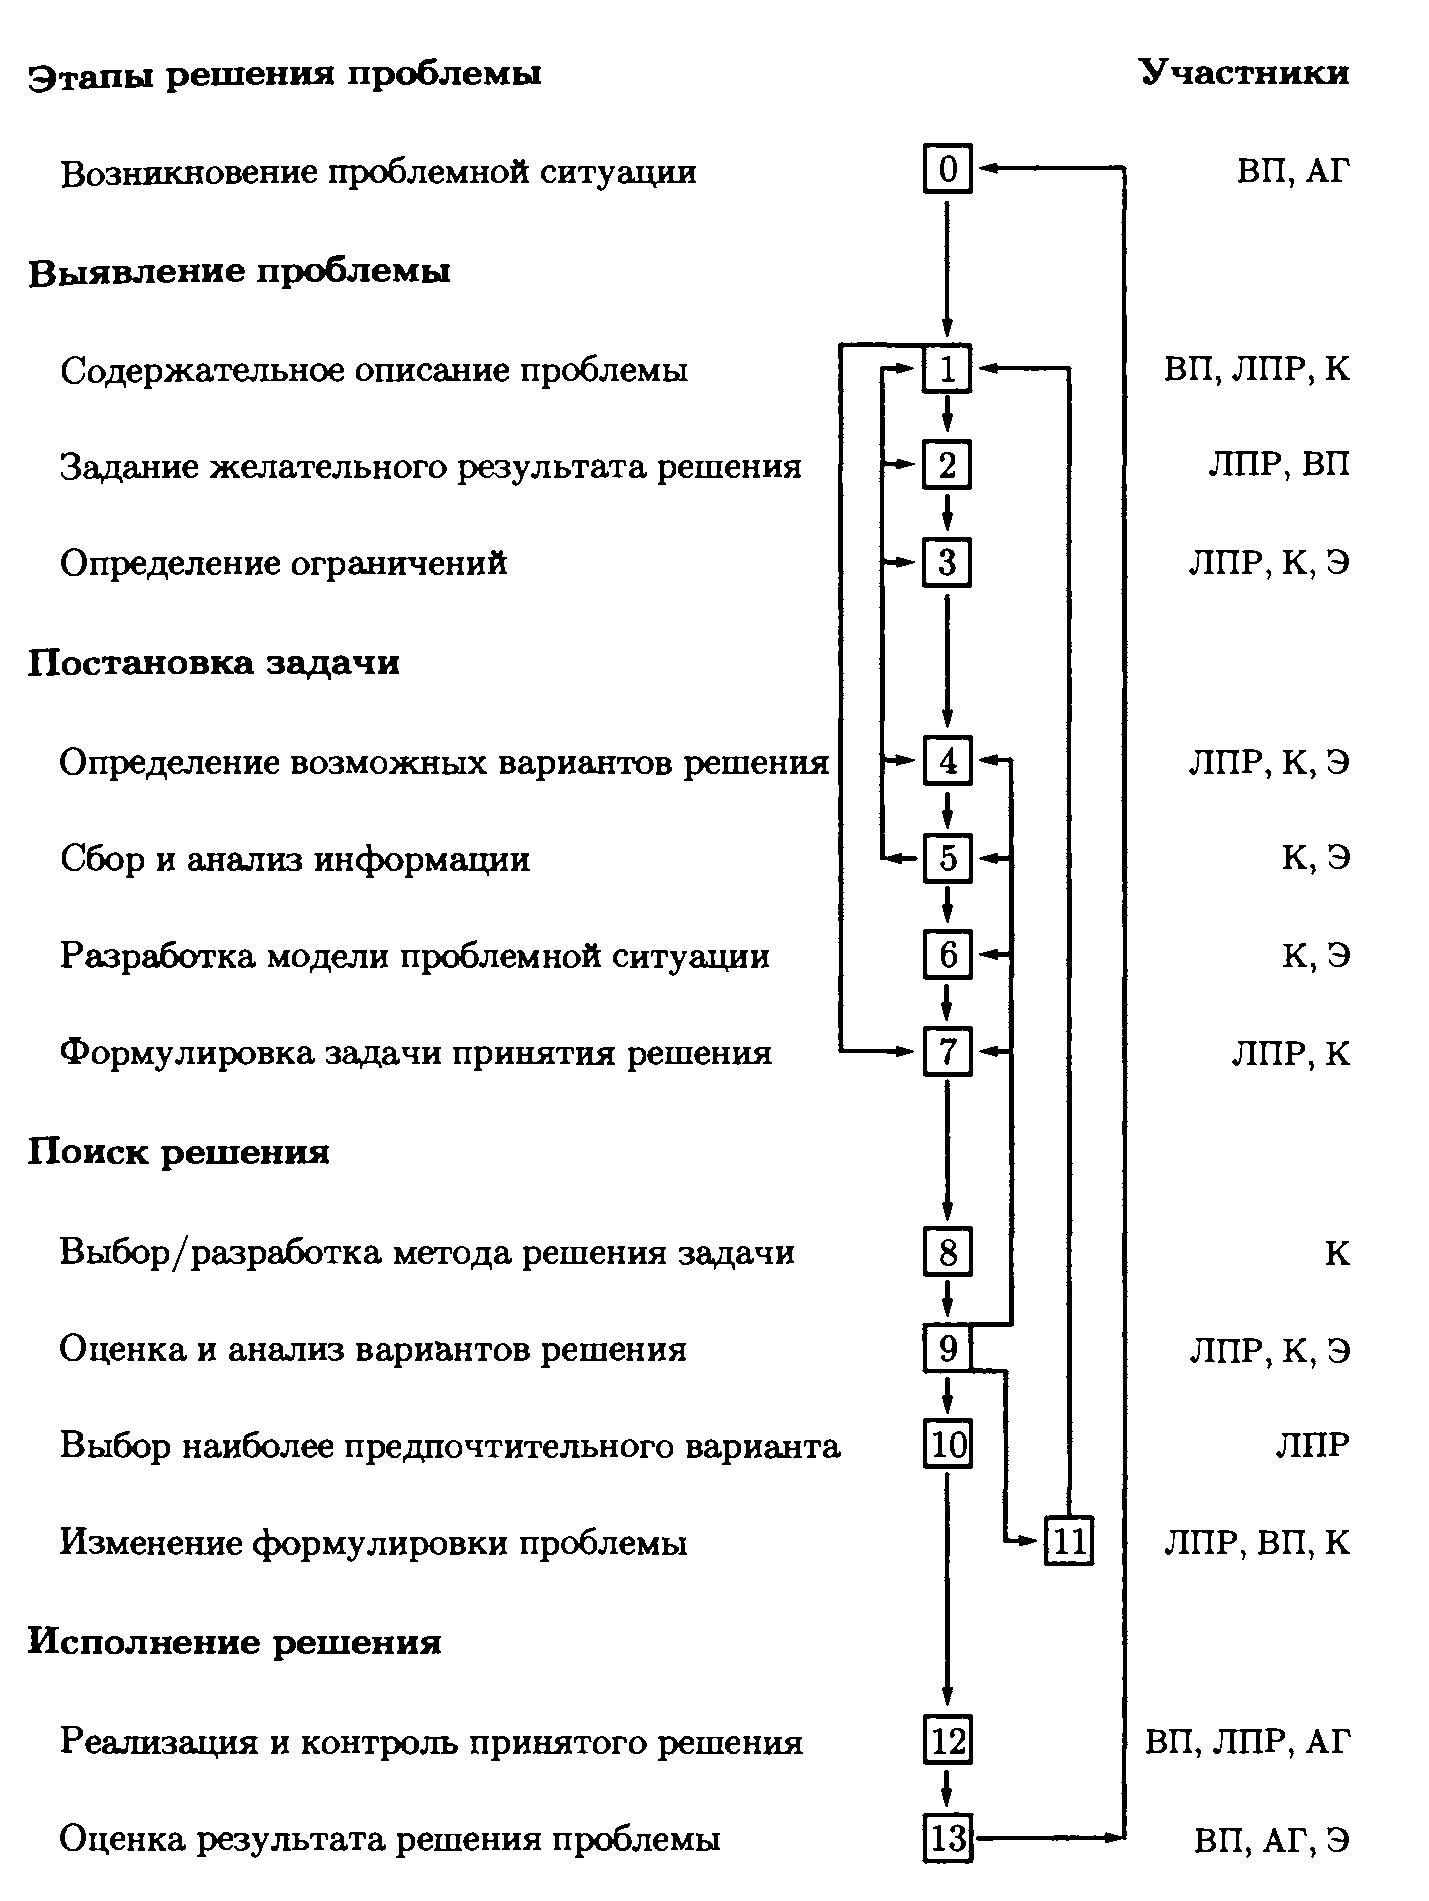 Этапы решения проблемы Участники
Возникновение проблемной ситуации 0 ВП, АГ
Выявление проблемы
Содержательное описание проблемы 1 ВП, ЛПР, К
Задание желательного результата решения 2 ЛПР, ВП
Определение ограничений 3 ЛПР, К, Э
Постановка задачи
Определение возможных вариантов решения 4 ЛПР, К, Э
Сбор и анализ информации 5 К, Э
Разработка модели проблемной ситуации 6 К, Э
Формулировка задачи принятия решения 7 ЛПР, К
Поиск решения
Выбор/разработка метода решения задачи 8 К
Оценка и анализ вариантов решения 9 ЛПР, К, Э
Выбор наиболее предпочтительного варианта 10 ЛПР
Изменение формулировки проблемы 11 ЛПР, ВП, К
Исполнение решения
Реализация и контроль принятого решения 12 ВП, ЛПР, АГ
Оценка результата решения проблемы 13 ВП, АГ, Э